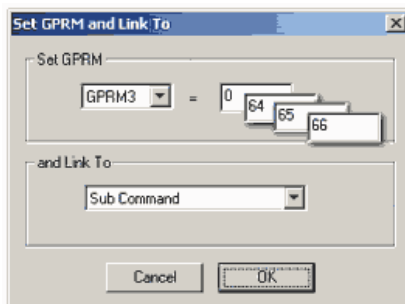 Set GPRM and Link To
Set GPRM
GPRM3 = 0 64 65 66
and Link To
Sub Command
Cancel OK